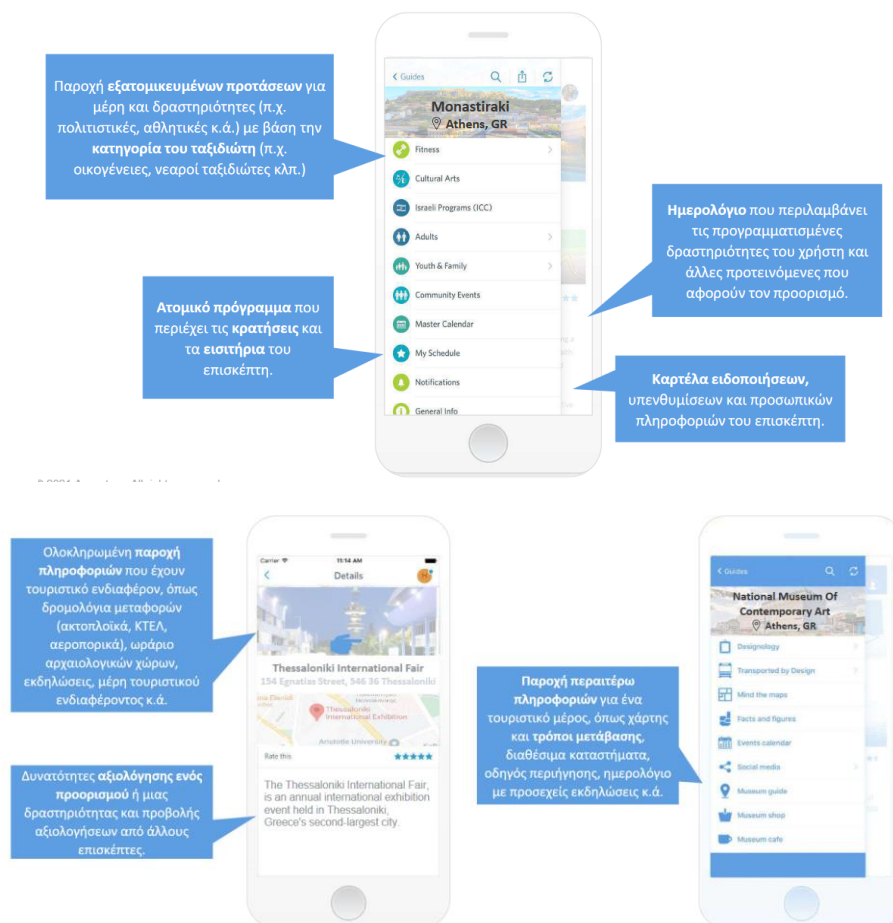 Παροχή εξατομικευμένων προτάσεων για
μέρη και δραστηριότητες (π.χ.
πολιτιστικές, αθλητικές κ.ά.) με βάση την
κατηγορία του ταξιδιώτη (π.χ.
οικογένειες, νεαροί ταξιδιώτες κλπ.)
Ατομικό πρόγραμμα που
περιέχει τις κρατήσεις και
τα εισιτήρια του
επισκέπτη.
Guides
Monastiraki
Athens, GR
Fitness
Cultural Arts
Israeli Programs (ICC)
Adults
Youth & Family
Community Events
Master Calendar
My Schedule
Notifications
General Info
Ημερολόγιο που περιλαμβάνει
τις προγραμματισμένες
δραστηριότητες του χρήστη και
άλλες προτεινόμενες που
αφορούν τον προορισμό.
Καρτέλα ειδοποιήσεων,
υπενθυμίσεων και προσωπικών
πληροφοριών του επισκέπτη.
Ολοκληρωμένη παροχή
πληροφοριών που έχουν
τουριστικό ενδιαφέρον, όπως
δρομολόγια μεταφορών
(ακτοπλοϊκά, ΚΤΕΛ,
αεροπορικά), ωράριο
αρχαιολογικών χώρων,
εκδηλώσεις, μέρη τουριστικού
ενδιαφέροντος κ.ά.
Δυνατότητες αξιολόγησης ενός
προορισμού ή μιας
δραστηριότητας και προβολής
αξιολογήσεων από άλλους
επισκέπτες.
Carrier 11:14 AM
Details
Thessaloniki International Fair
154 Egnatias Street, 546 36 Thessaloniki
Thessaloniki
International Exhibition
Aristotle University
Rate this
The Thessaloniki International Fair,
is an annual international exhibition
event held in Thessaloniki,
Greece's second-largest city.
Παροχή περαιτέρω
πληροφοριών για ένα
τουριστικό μέρος, όπως χάρτης
και τρόποι μετάβασης,
διαθέσιμα καταστήματα,
οδηγός περιήγησης, ημερολόγιο
με προσεχείς εκδηλώσεις κ.ά.
Guides
National Museum Of
Contemporary Art
Athens, GR
Designology
Transported by Design
Mind the maps
Facts and figures
Events calendar
Social media
Museum guide
Museum shop
Museum cafe